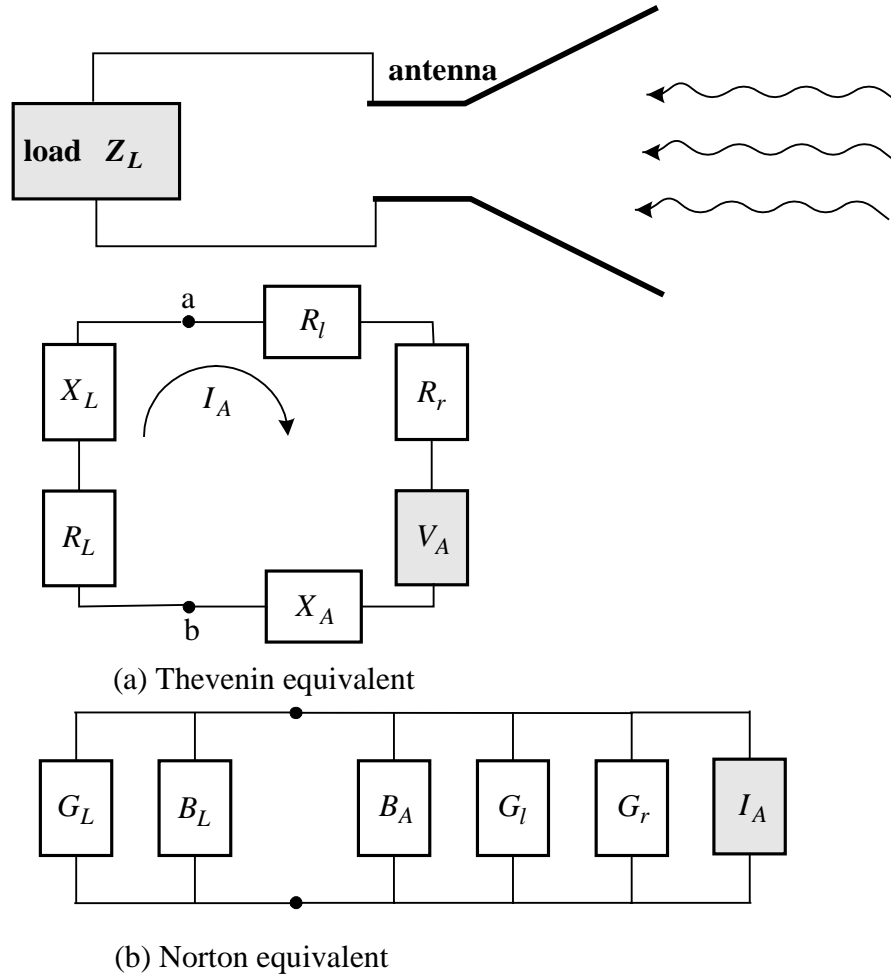 antenna
load Z_L
a
R_l
X_L
I_A
R_r
R_L
V_A
X_A
b
(a) Thevenin equivalent
G_L B_L B_A G_l G_r I_A
(b) Norton equivalent